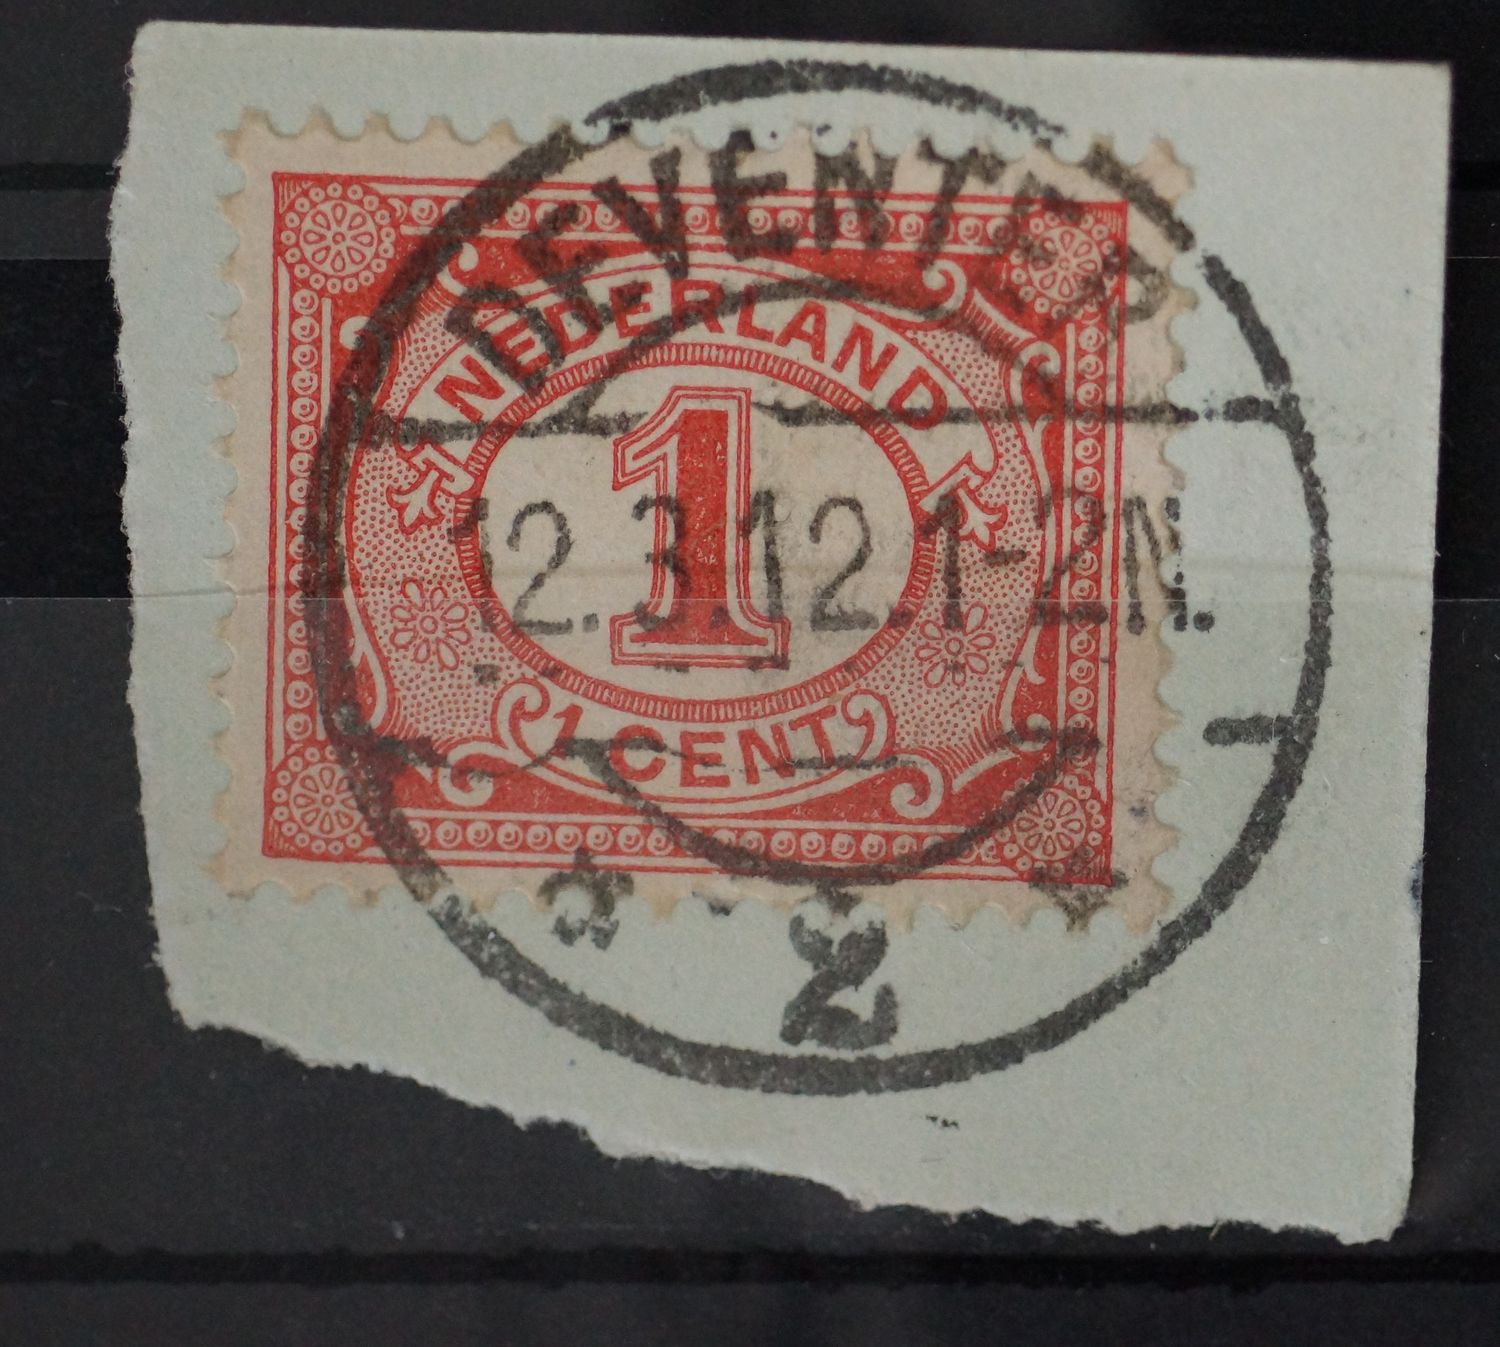 DEVENTER
NEDERLAND
1
12.3.12.1-2N.
1 CENT
2